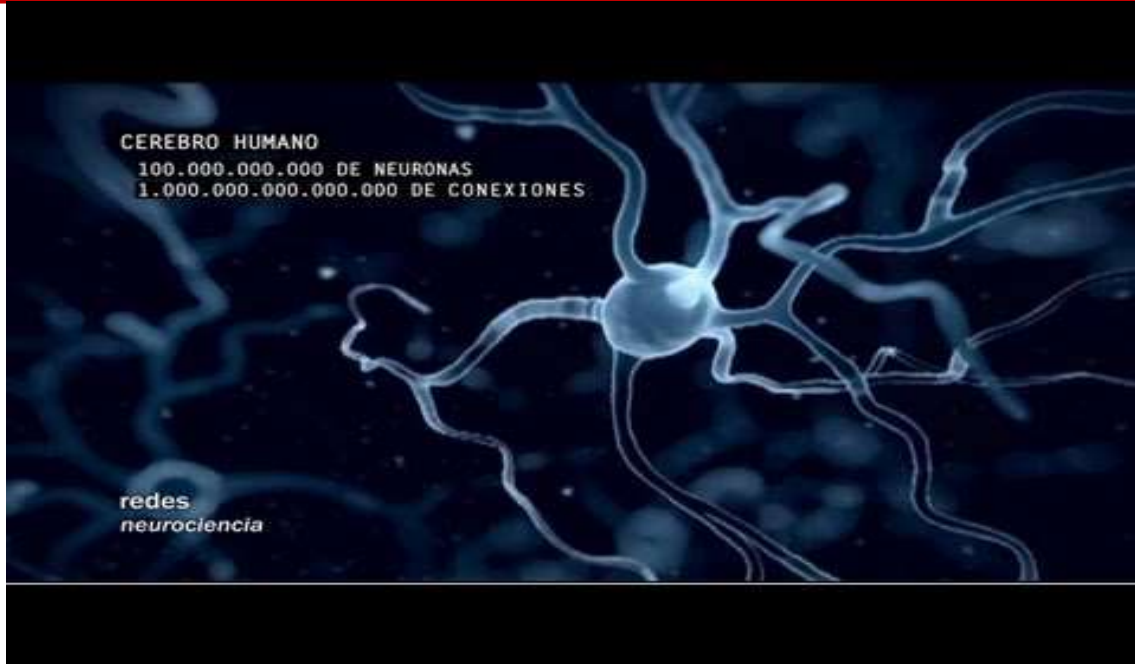 CEREBRO HUMANO
100.000.000.000 DE NEURONAS
1.000.000.000.000.000 DE CONEXIONES
redes
neurociencia